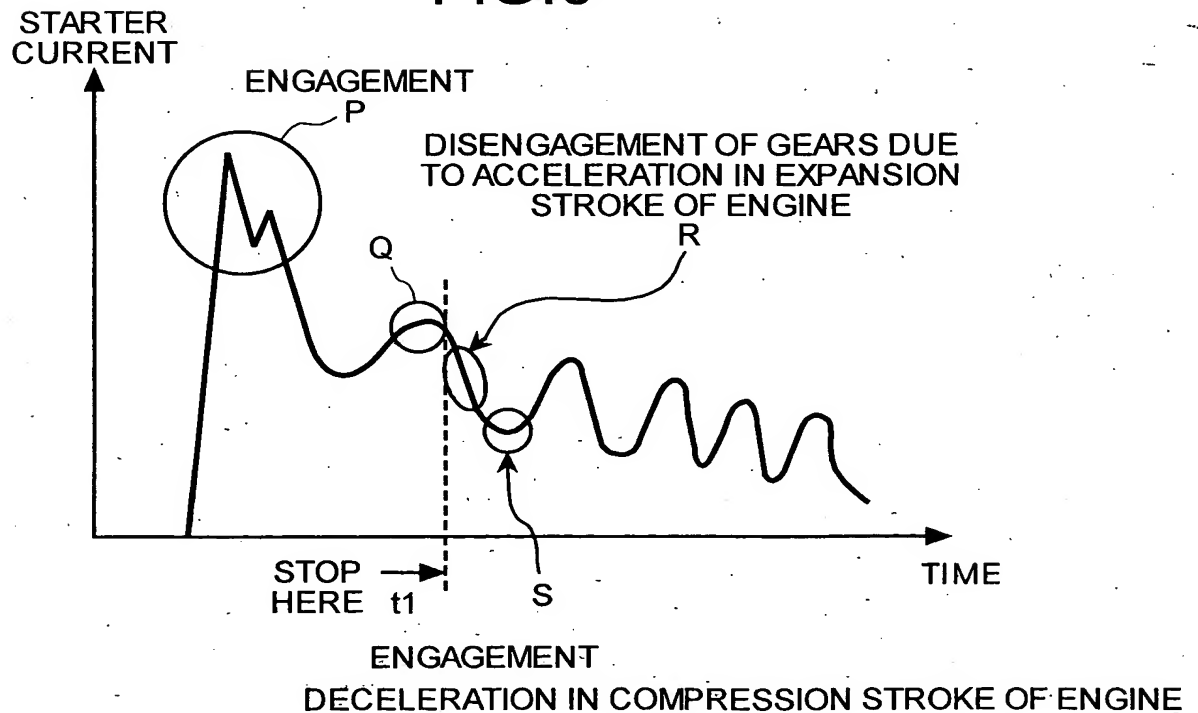 STARTER
CURRENT
ENGAGEMENT
P
DISENGAGEMENT OF GEARS DUE
TO ACCELERATION IN EXPANSION
STROKE OF ENGINE
R
Q
STOP
HERE t1
S
TIME
ENGAGEMENT
DECELERATION IN COMPRESSION STROKE OF ENGINE